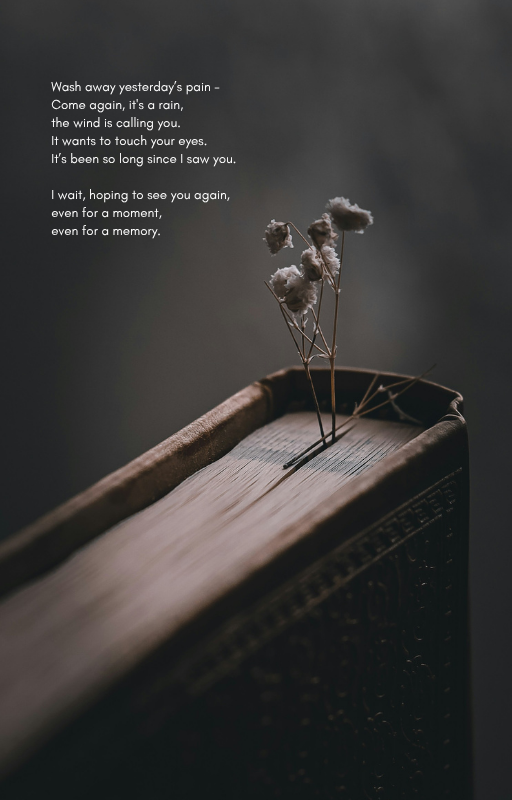 Wash away yesterday's pain –
Come again, it's a rain,
the wind is calling you.
It wants to touch your eyes.
It's been so long since I saw you.

I wait, hoping to see you again,
even for a moment,
even for a memory.